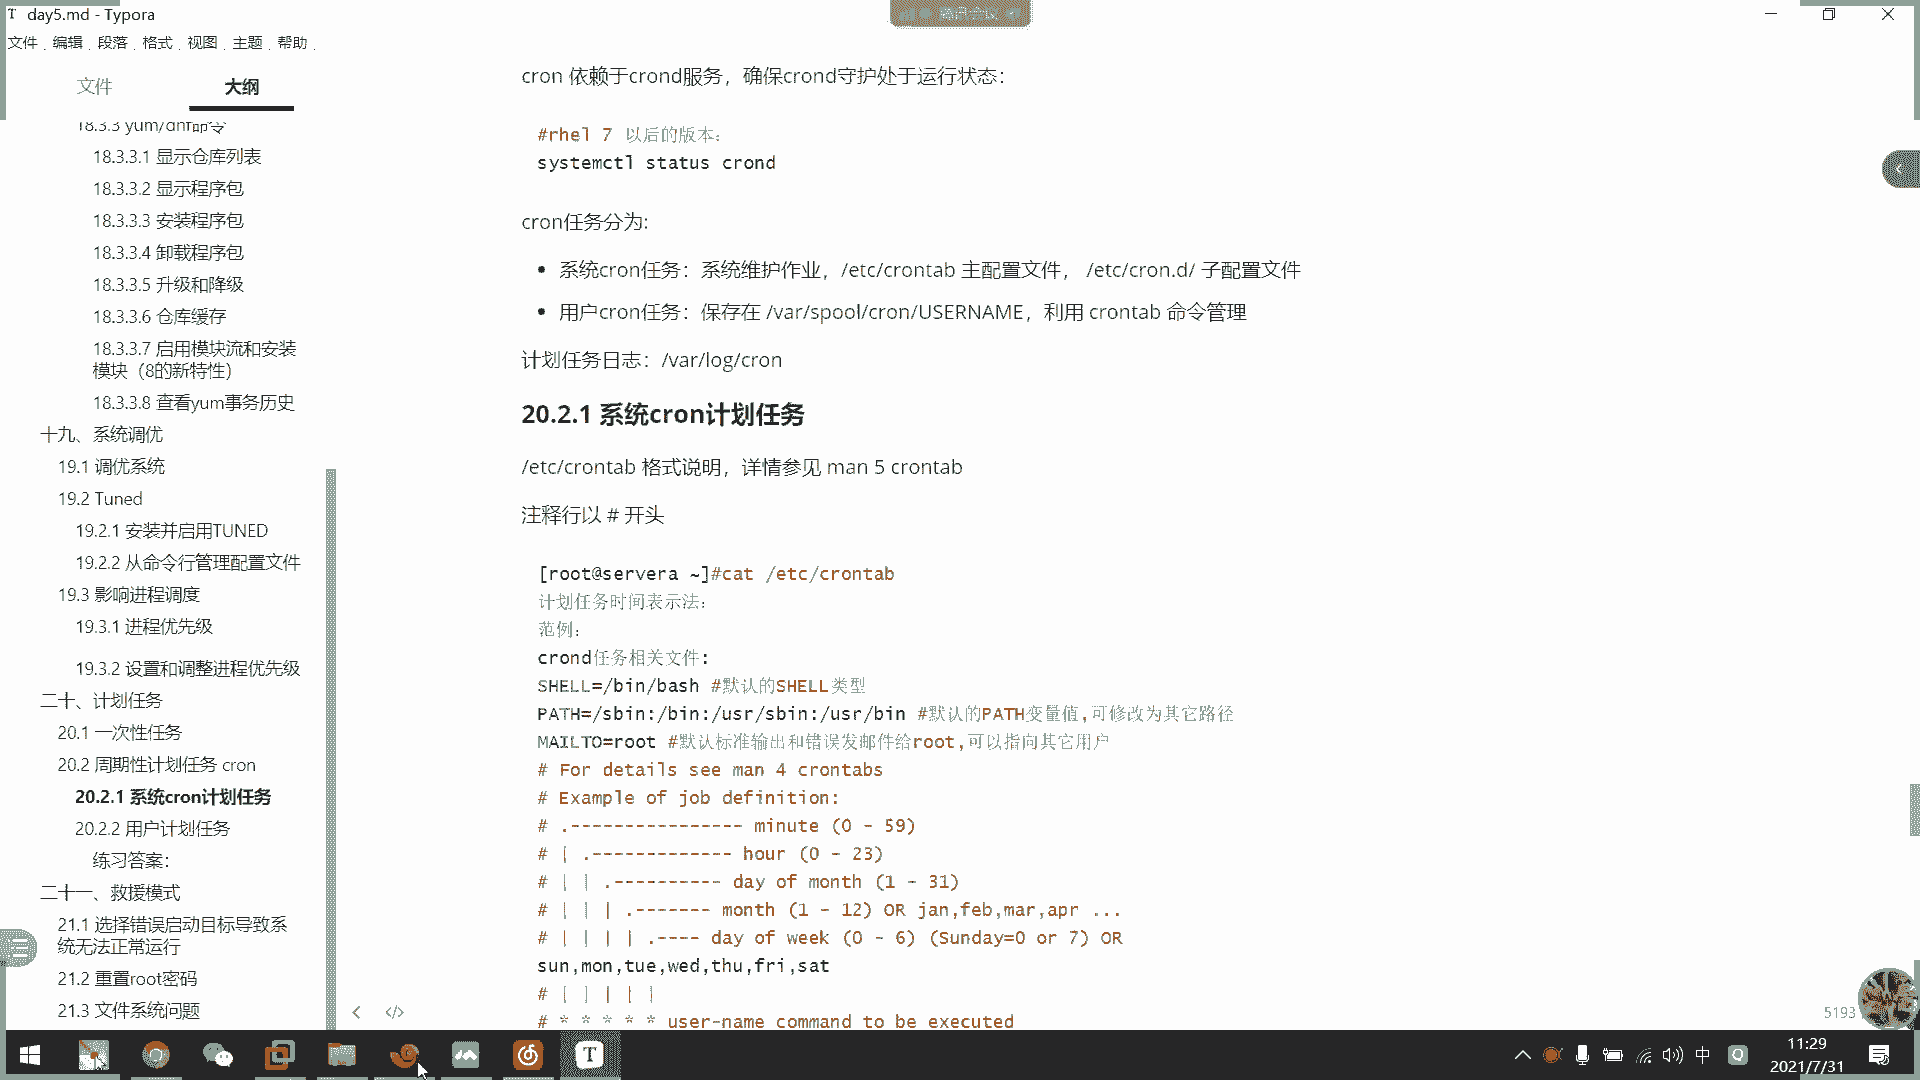 day5.md - Typora
文件 编辑 段落 格式 视图 主题 帮助
文件 大纲
18.3.3 yum/dnf命令
18.3.3.1 显示仓库列表
18.3.3.2 显示程序包
18.3.3.3 安装程序包
18.3.3.4 卸载程序包
18.3.3.5 升级和降级
18.3.3.6 仓库缓存
18.3.3.7 启用模块流和安装
模块（8的新特性）
18.3.3.8 查看yum事务历史
十九、系统调优
19.1 调优系统
19.2 Tuned
19.2.1 安装并启用TUNED
19.2.2 从命令行管理配置文件
19.3 影响进程调度
19.3.1 进程优先级
19.3.2 设置和调整进程优先级
二十、计划任务
20.1 一次性任务
20.2 周期性计划任务 cron
20.2.1 系统cron计划任务
20.2.2 用户计划任务
练习答案：
二十一、救援模式
21.1 选择错误启动目标导致系
统无法正常运行
21.2 重置root密码
21.3 文件系统问题
cron 依赖于crond服务，确保crond守护处于运行状态：
#rhel 7 以后的版本：
systemctl status crond
cron任务分为:
• 系统cron任务：系统维护作业，/etc/crontab 主配置文件， /etc/cron.d/ 子配置文件
• 用户cron任务：保存在 /var/spool/cron/USERNAME，利用 crontab 命令管理
计划任务日志：/var/log/cron
20.2.1 系统cron计划任务
/etc/crontab 格式说明，详情参见 man 5 crontab
注释行以 # 开头
[root@servera ~]#cat /etc/crontab
计划任务时间表示法：
范例：
crond任务相关文件:
SHELL=/bin/bash #默认的SHELL类型
PATH=/sbin:/bin:/usr/sbin:/usr/bin #默认的PATH变量值,可修改为其它路径
MAILTO=root #默认标准输出和错误发邮件给root,可以指向其它用户
# For details see man 4 crontabs
# Example of job definition:
# .---------------- minute (0 - 59)
# | .------------- hour (0 - 23)
# | | .---------- day of month (1 - 31)
# | | | .------- month (1 - 12) OR jan,feb,mar,apr ...
# | | | | .---- day of week (0 - 6) (Sunday=0 or 7) OR
sun,mon,tue,wed,thu,fri,sat
# | | | | |
# * * * * * user-name command to be executed
5193
中
11:29
2021/7/31